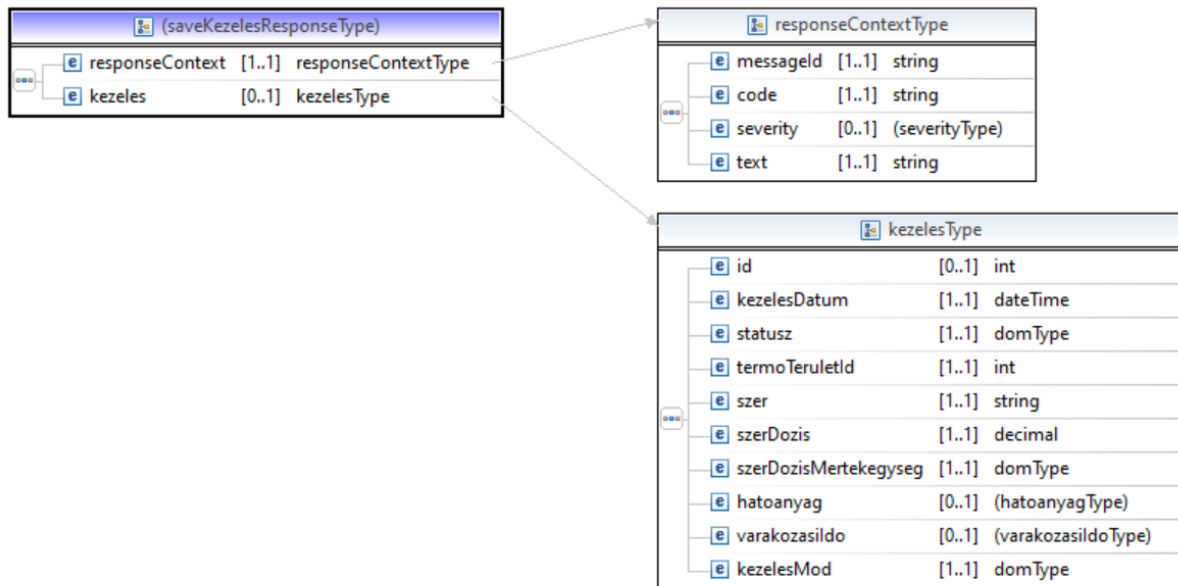 (saveKezelesResponseType)
e responseContext [1..1] responseContextType
e kezeles [0..1] kezelesType
responseContextType
e messageId [1..1] string
e code [1..1] string
e severity [0..1] (severityType)
e text [1..1] string
kezelesType
e id [0..1] int
e kezelesDatum [1..1] dateTime
e statusz [1..1] domType
e termoTeruletId [1..1] int
e szer [1..1] string
e szerDozis [1..1] decimal
e szerDozisMertekegyseg [1..1] domType
e hatoanyag [0..1] (hatoanyagType)
e varakozasiIdo [0..1] (varakozasiIdoType)
e kezelesMod [1..1] domType